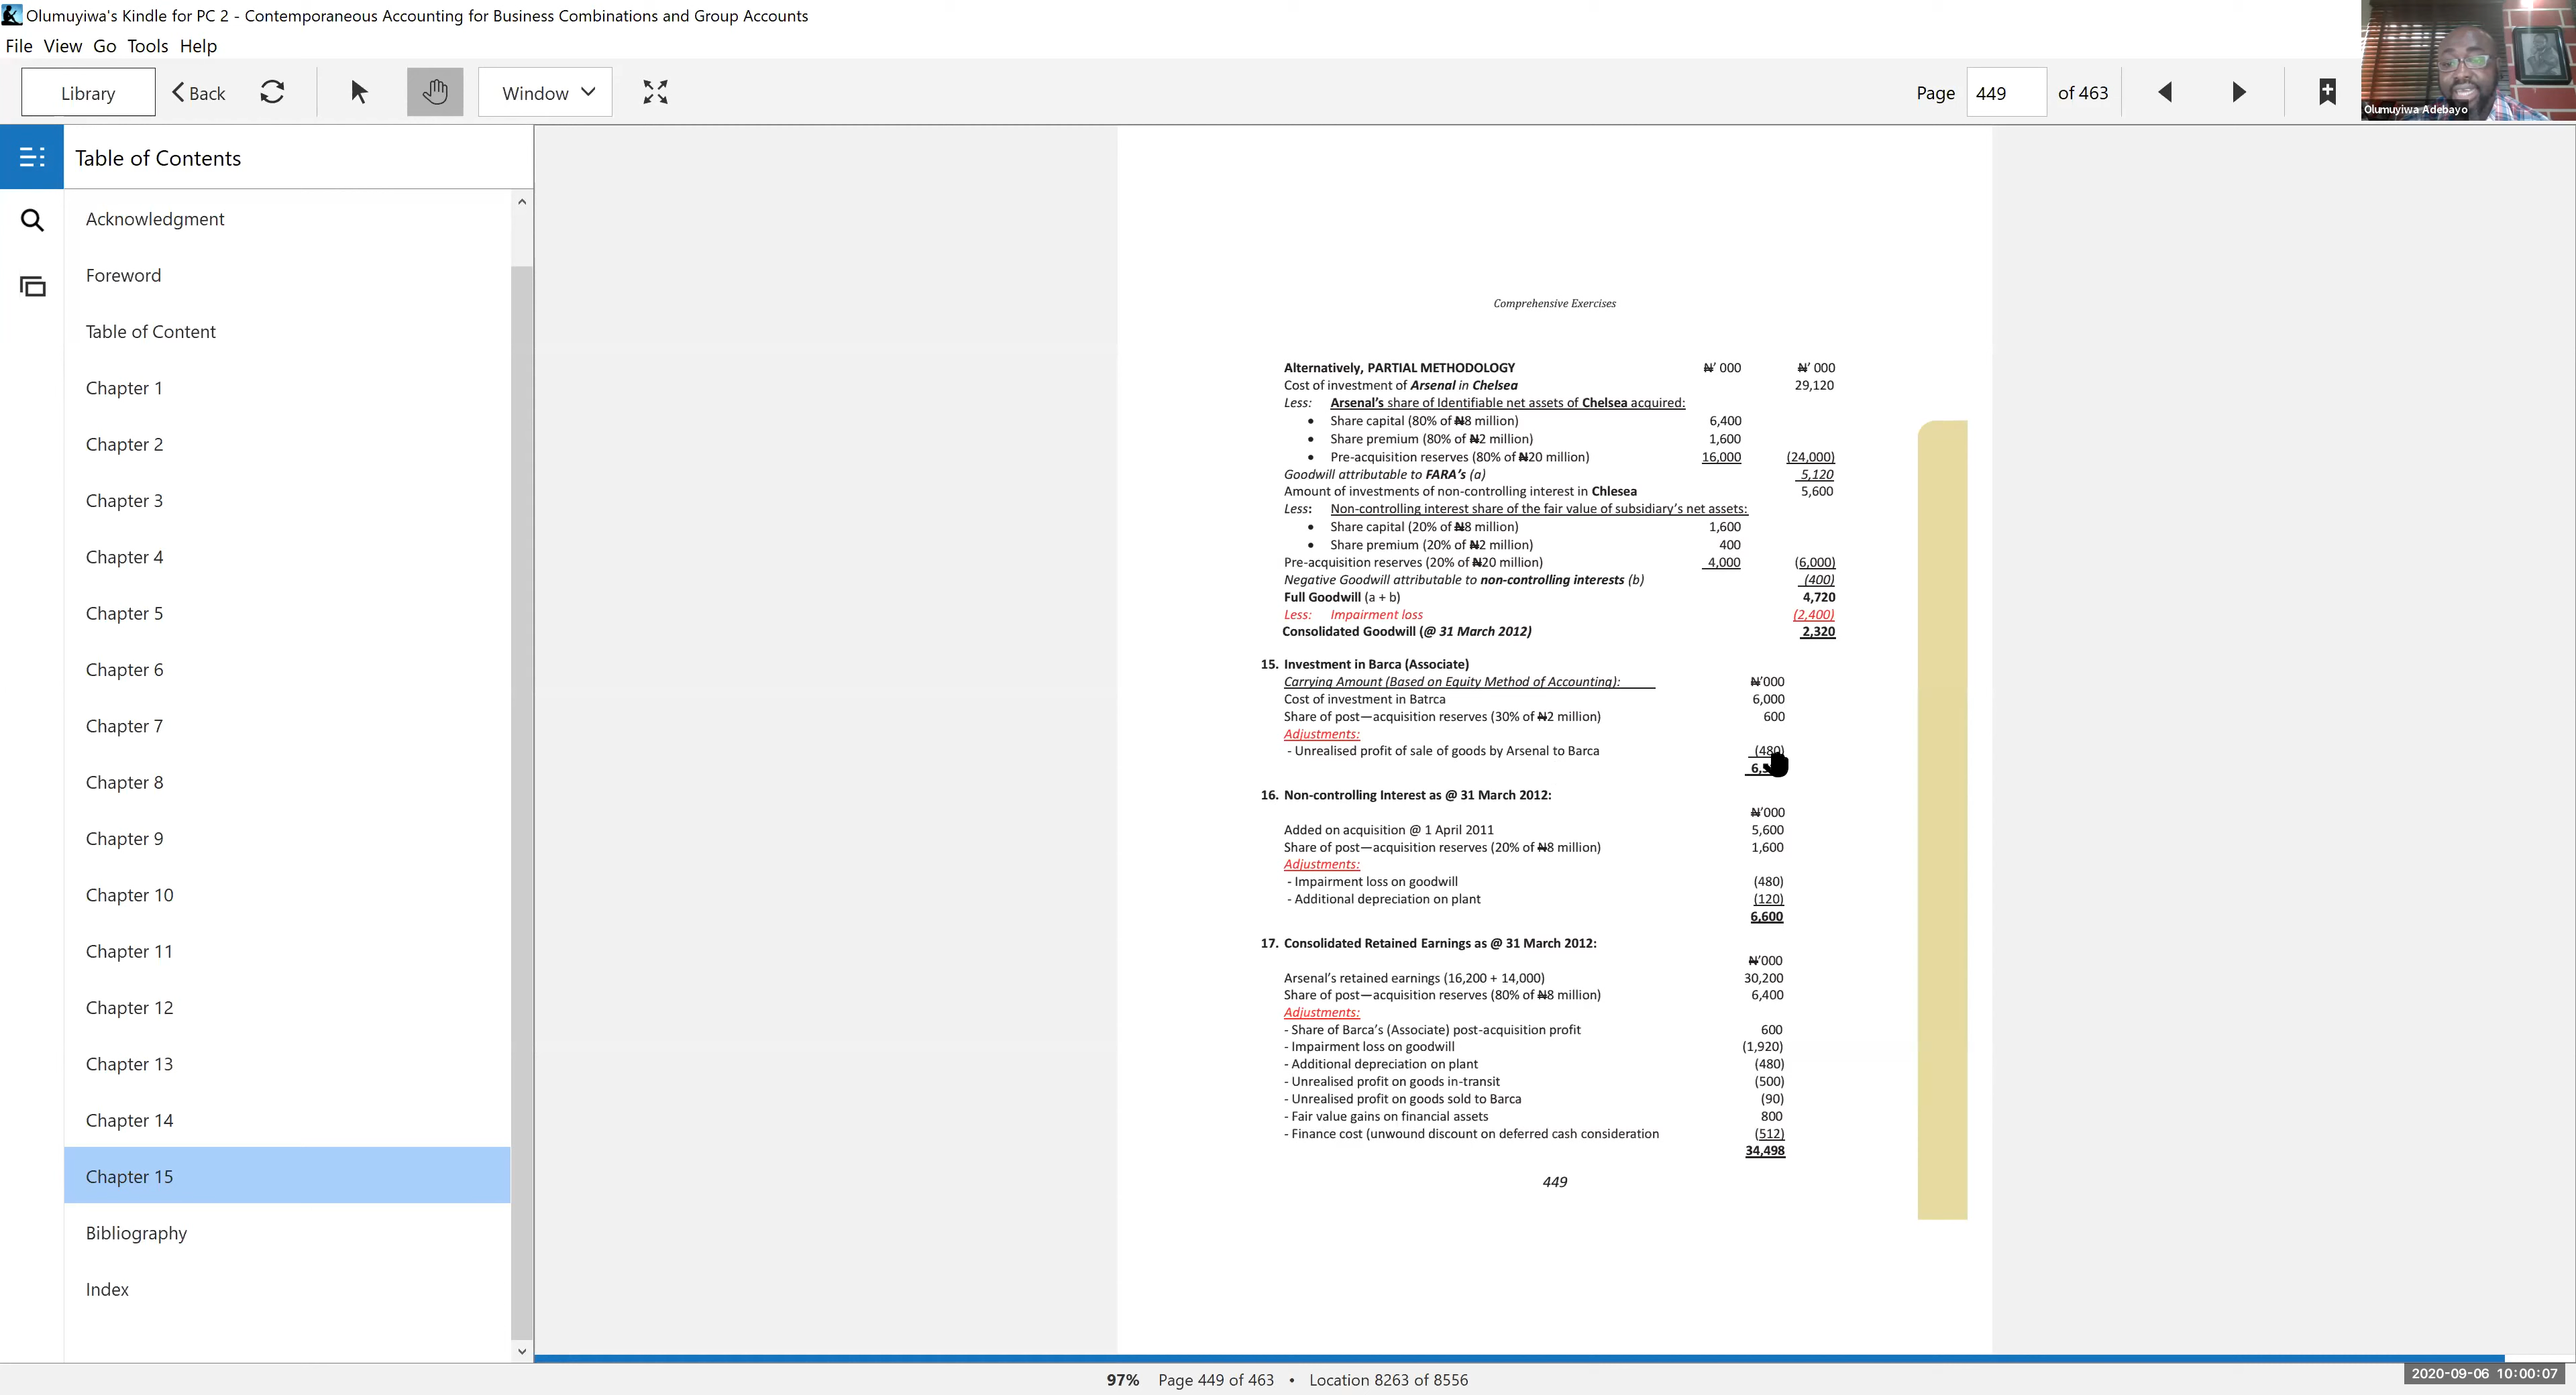 Olumuyiwa's Kindle for PC 2 - Contemporaneous Accounting for Business Combinations and Group Accounts
File View Go Tools Help
Library Back Window Page 449 of 463
Olumuyiwa Adebayo
Table of Contents
Acknowledgment
Foreword
Table of Content
Chapter 1
Chapter 2
Chapter 3
Chapter 4
Chapter 5
Chapter 6
Chapter 7
Chapter 8
Chapter 9
Chapter 10
Chapter 11
Chapter 12
Chapter 13
Chapter 14
Chapter 15
Bibliography
Index
Comprehensive Exercises
Alternatively, PARTIAL METHODOLOGY ₦' 000 ₦' 000
Cost of investment of Arsenal in Chelsea 29,120
Less: Arsenal's share of Identifiable net assets of Chelsea acquired:
• Share capital (80% of ₦8 million) 6,400
• Share premium (80% of ₦2 million) 1,600
• Pre-acquisition reserves (80% of ₦20 million) 16,000 (24,000)
Goodwill attributable to FARA's (a) 5,120
Amount of investments of non-controlling interest in Chlesea 5,600
Less: Non-controlling interest share of the fair value of subsidiary's net assets:
• Share capital (20% of ₦8 million) 1,600
• Share premium (20% of ₦2 million) 400
Pre-acquisition reserves (20% of ₦20 million) 4,000 (6,000)
Negative Goodwill attributable to non-controlling interests (b) (400)
Full Goodwill (a + b) 4,720
Less: Impairment loss (2,400)
Consolidated Goodwill (@ 31 March 2012) 2,320
15. Investment in Barca (Associate)
Carrying Amount (Based on Equity Method of Accounting): ₦'000
Cost of investment in Batrca 6,000
Share of post—acquisition reserves (30% of ₦2 million) 600
Adjustments:
- Unrealised profit of sale of goods by Arsenal to Barca (480)
16. Non-controlling Interest as @ 31 March 2012:
₦'000
Added on acquisition @ 1 April 2011 5,600
Share of post—acquisition reserves (20% of ₦8 million) 1,600
Adjustments:
- Impairment loss on goodwill (480)
- Additional depreciation on plant (120)
6,600
17. Consolidated Retained Earnings as @ 31 March 2012:
₦'000
Arsenal's retained earnings (16,200 + 14,000) 30,200
Share of post—acquisition reserves (80% of ₦8 million) 6,400
Adjustments:
- Share of Barca's (Associate) post-acquisition profit 600
- Impairment loss on goodwill (1,920)
- Additional depreciation on plant (480)
- Unrealised profit on goods in-transit (500)
- Unrealised profit on goods sold to Barca (90)
- Fair value gains on financial assets 800
- Finance cost (unwound discount on deferred cash consideration (512)
34,498
449
97% Page 449 of 463 • Location 8263 of 8556
2020-09-06 10:00:07